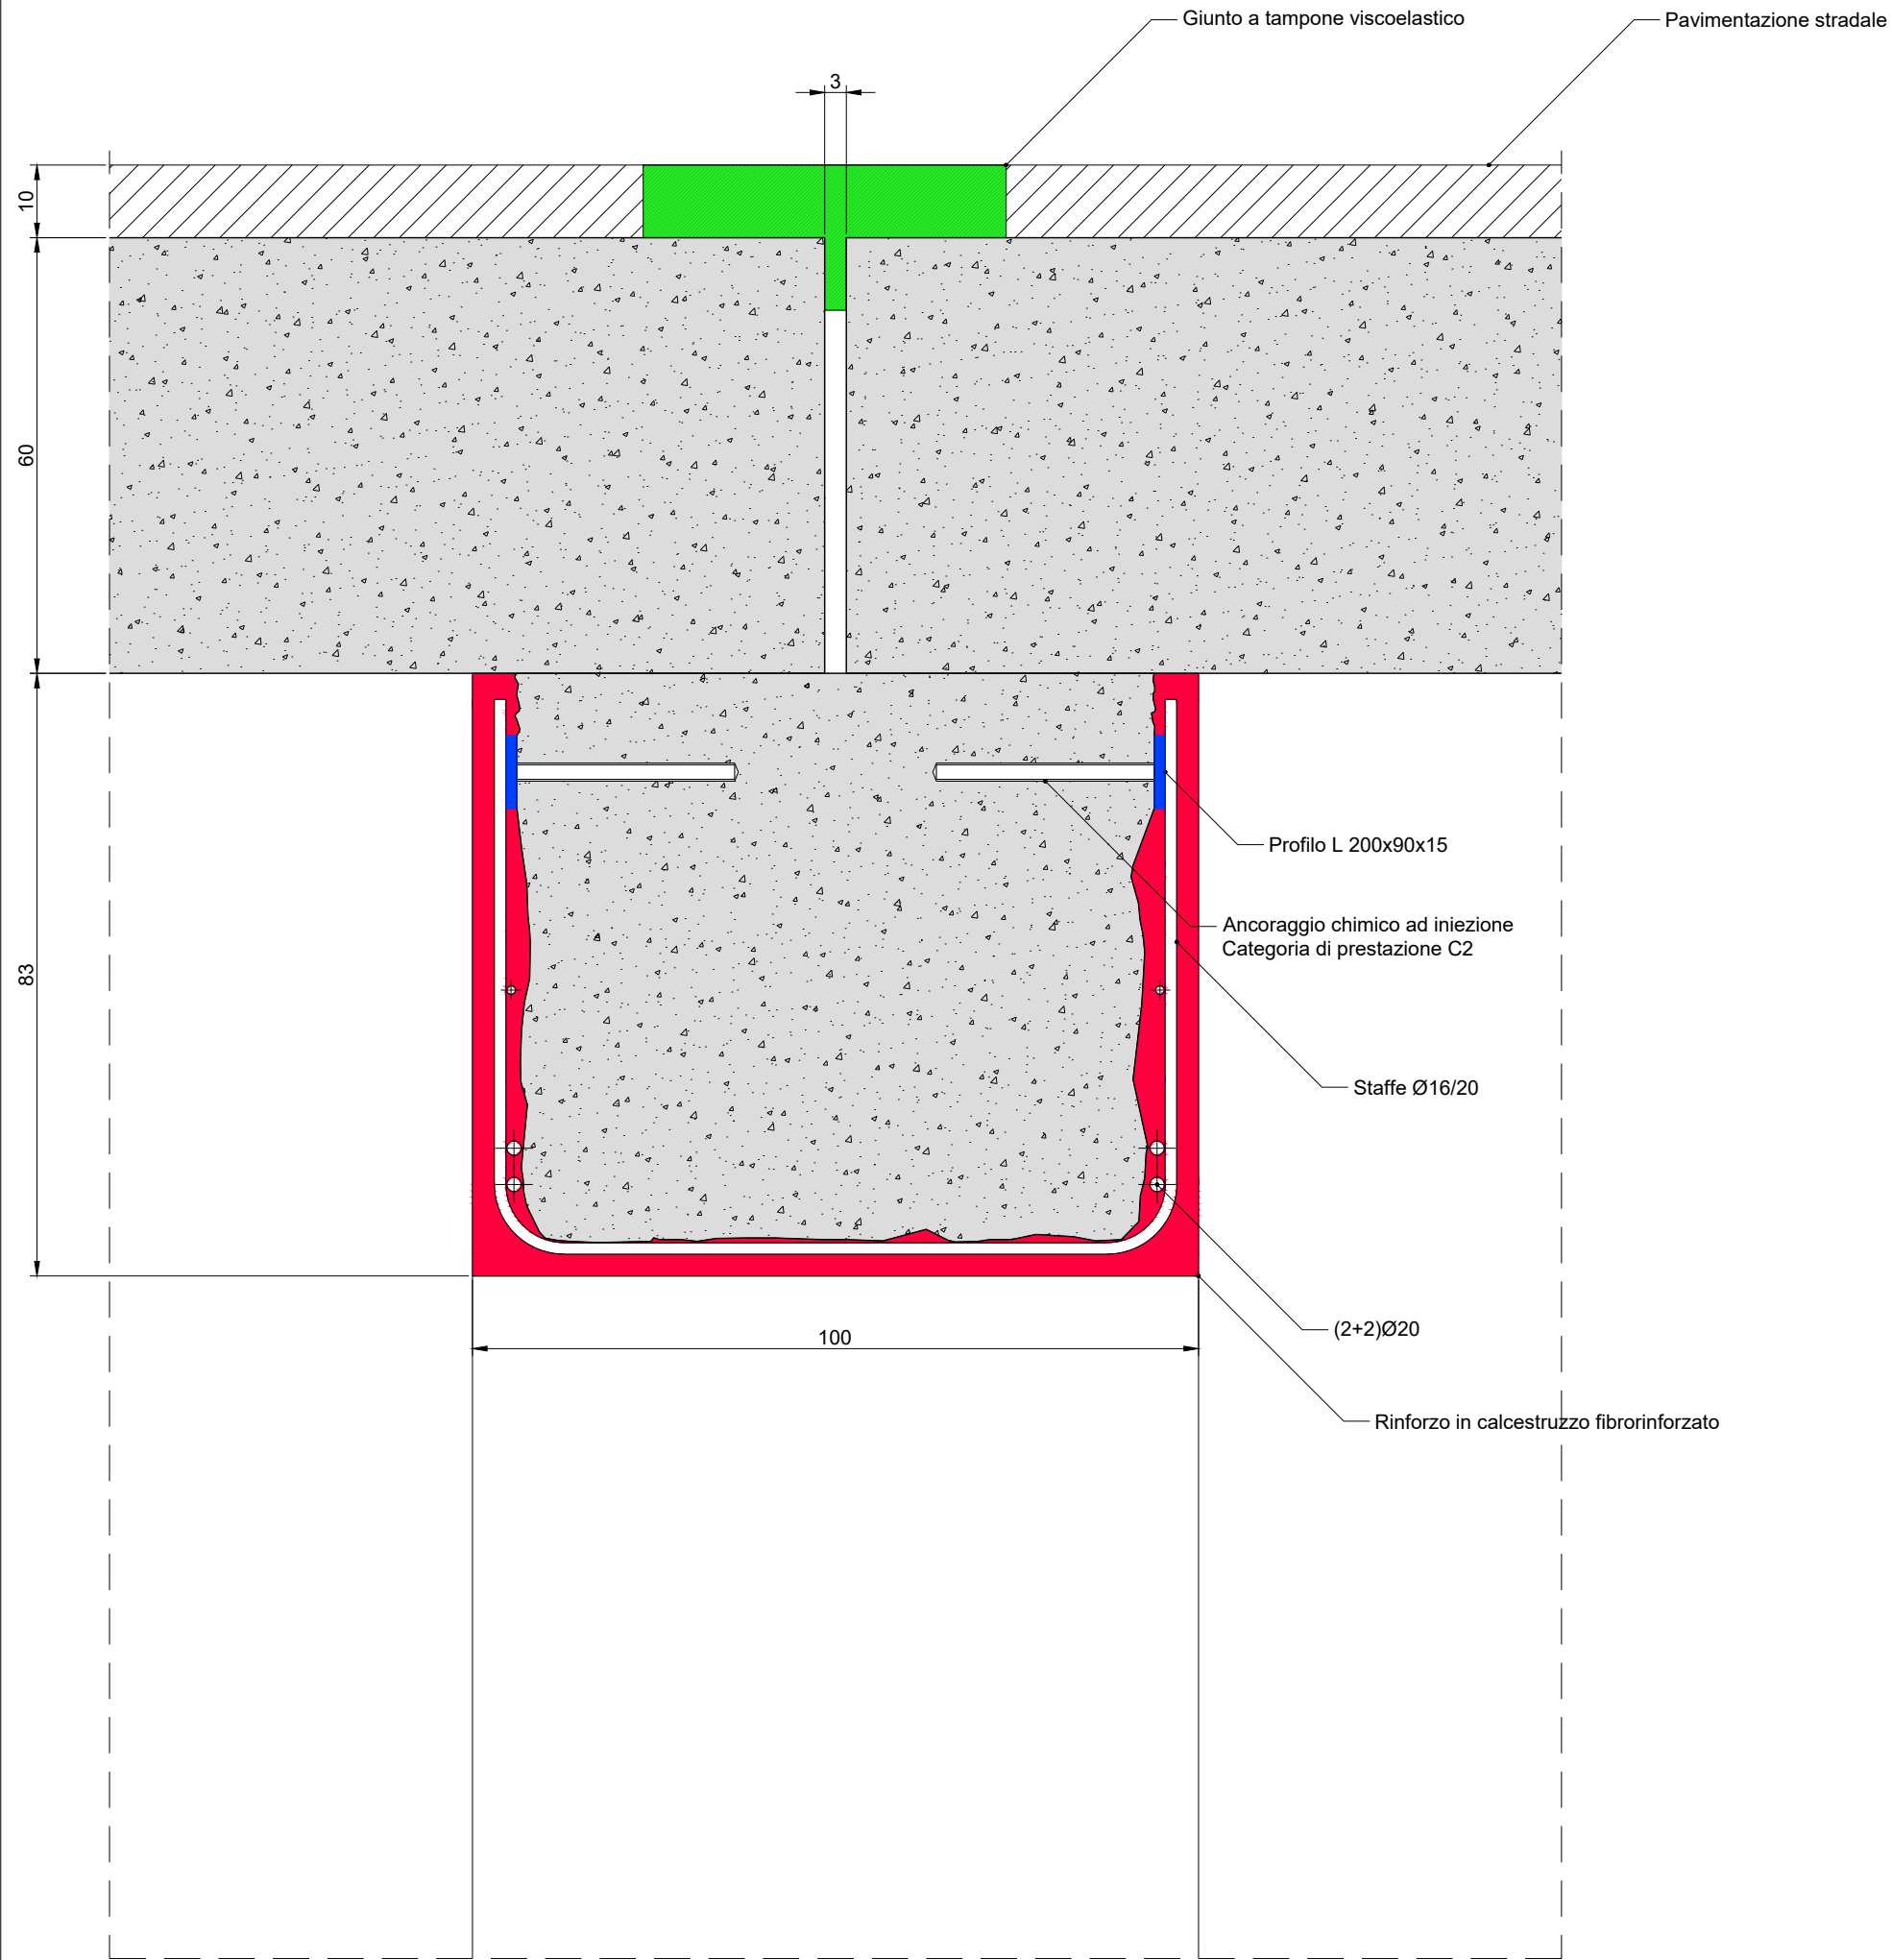 Giunto a tampone viscoelastico
Pavimentazione stradale
3
10
60
83
Profilo L 200x90x15
Ancoraggio chimico ad iniezione
Categoria di prestazione C2
Staffe Ø16/20
(2+2)Ø20
100
Rinforzo in calcestruzzo fibrorinforzato